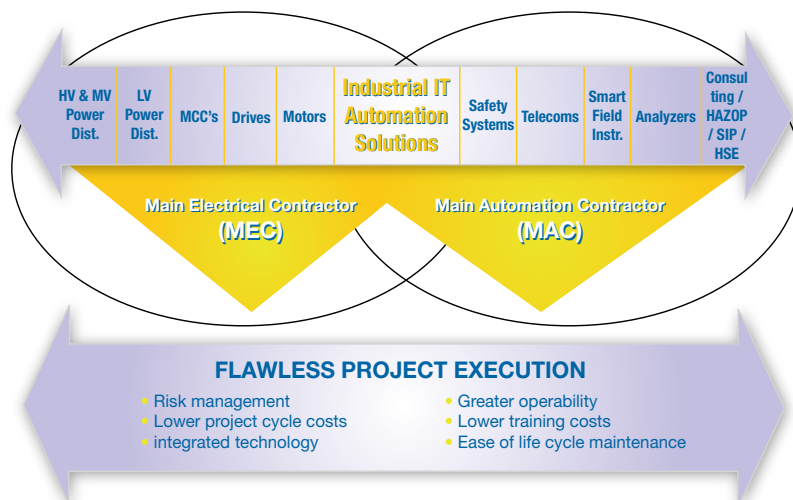 HV & MV
Power
Dist.
LV
Power
Dist.
MCC's
Drives
Motors
Industrial IT
Automation
Solutions
Safety
Systems
Telecoms
Smart
Field
Instr.
Analyzers
Consul
ting /
HAZOP
/ SIP /
HSE
Main Electrical Contractor
(MEC)
Main Automation Contractor
(MAC)
FLAWLESS PROJECT EXECUTION
• Risk management
• Lower project cycle costs
• integrated technology
• Greater operability
• Lower training costs
• Ease of life cycle maintenance